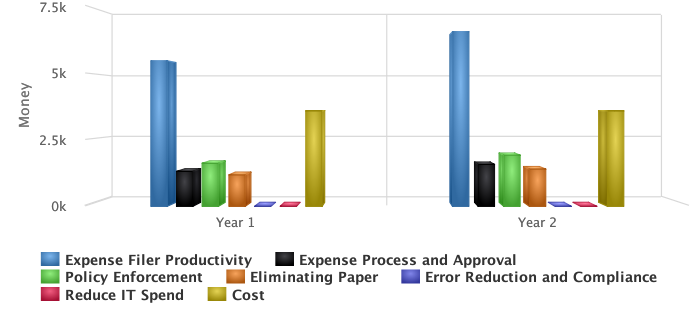 7.5k
5k
2.5k
0k
Money
Year 1
Year 2
Expense Filer Productivity
Expense Process and Approval
Policy Enforcement
Eliminating Paper
Error Reduction and Compliance
Reduce IT Spend
Cost